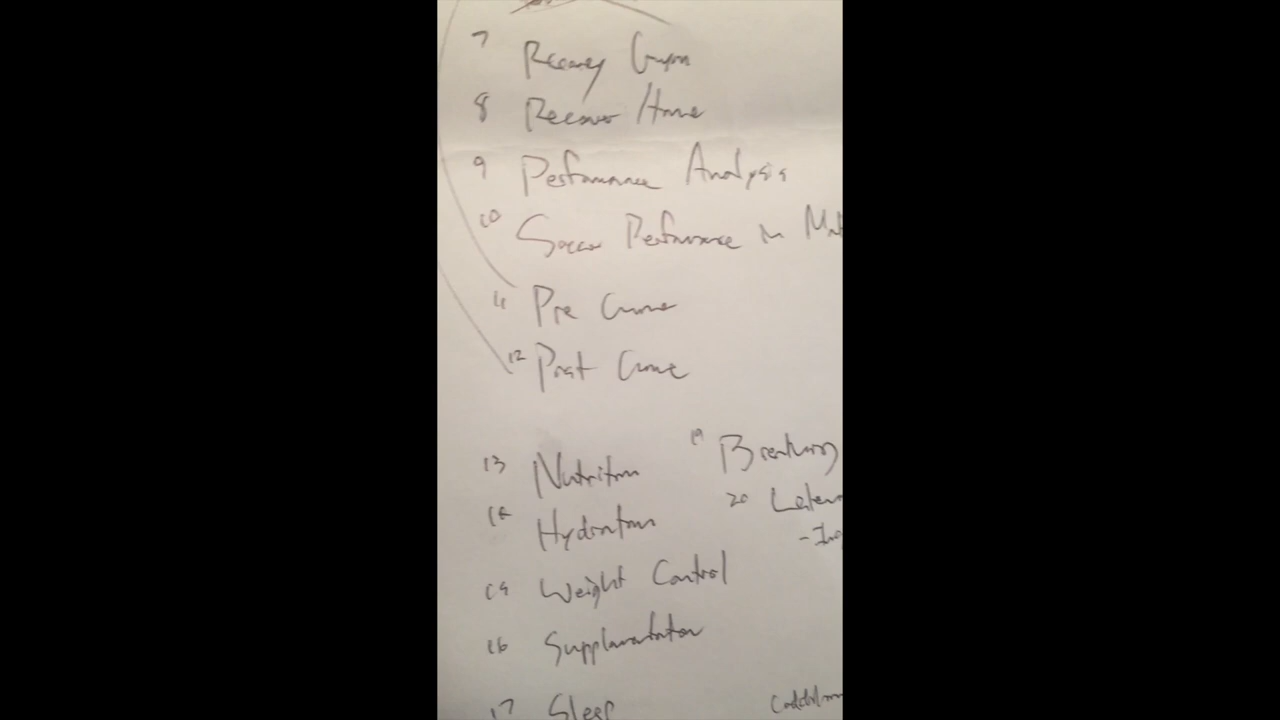 7 Recovery
8 Recover Home
9 Performance Analysis
10 Soccer Performance in
11 Pre Game
12 Post Game
13 Nutrition
19 Breathing
14 Hydration
20
15 Weight Control
16 Supplementation
17 Sleep